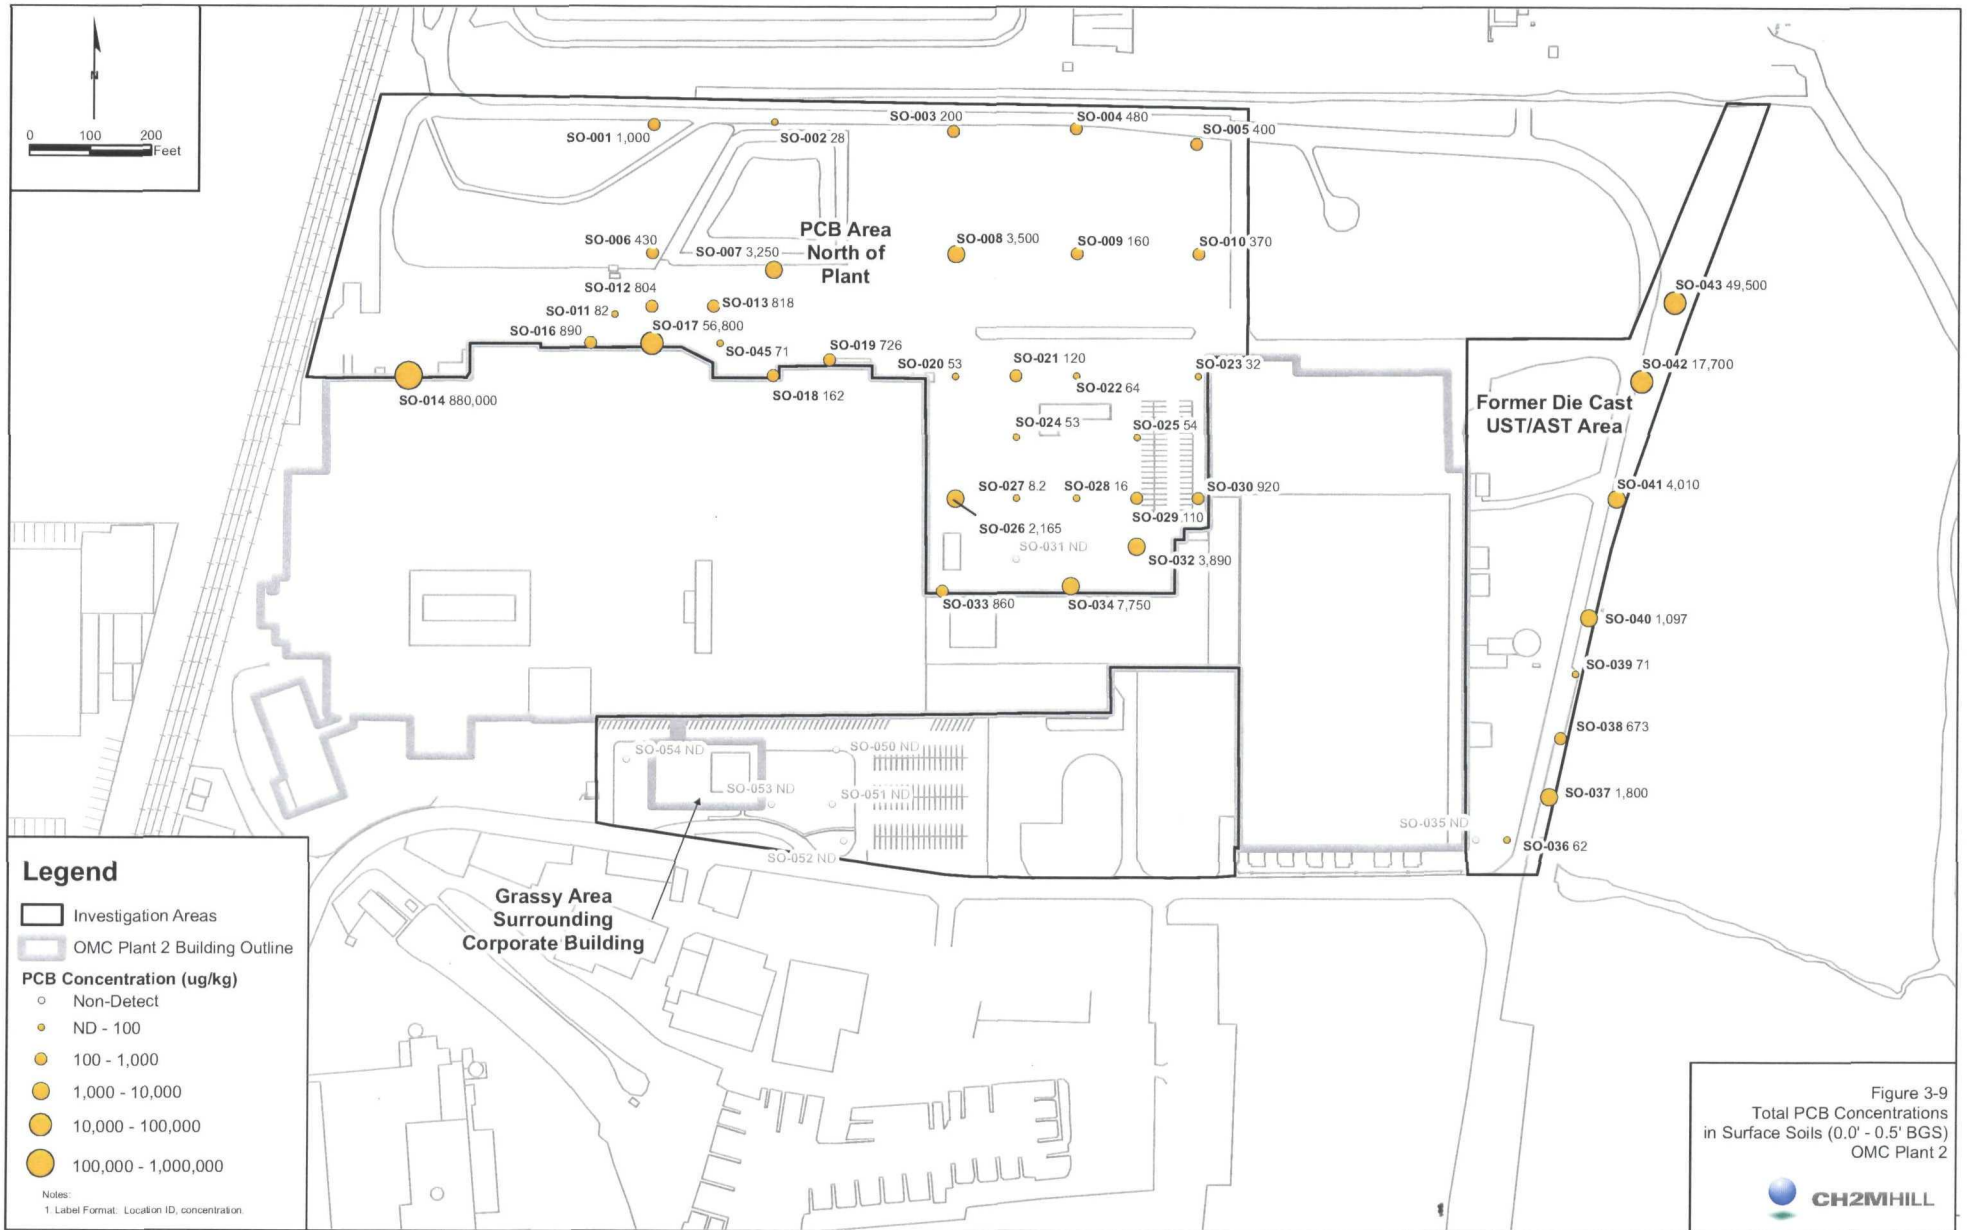 N
0 100 200
Feet
SO-001 1,000
SO-002 28
SO-003 200
SO-004 480
SO-005 400
SO-006 430
SO-007 3,250
PCB Area
North of
Plant
SO-008 3,500
SO-009 160
SO-010 370
SO-012 804
SO-011 82
SO-013 818
SO-016 890
SO-017 56,800
SO-045 71
SO-019 726
SO-014 880,000
SO-018 162
SO-020 53
SO-021 120
SO-022 64
SO-023 32
SO-024 53
SO-025 54
SO-027 8.2
SO-028 16
SO-030 920
SO-026 2,165
SO-029 110
SO-031 ND
SO-032 3,890
SO-033 860
SO-034 7,750
SO-043 49,500
SO-042 17,700
Former Die Cast
UST/AST Area
SO-041 4,010
SO-040 1,097
SO-039 71
SO-038 673
SO-037 1,800
SO-035 ND
SO-036 62
SO-054 ND
SO-050 ND
SO-053 ND
SO-051 ND
SO-052 ND
Grassy Area
Surrounding
Corporate Building
Legend
Investigation Areas
OMC Plant 2 Building Outline
PCB Concentration (ug/kg)
Non-Detect
ND - 100
100 - 1,000
1,000 - 10,000
10,000 - 100,000
100,000 - 1,000,000
Notes:
1. Label Format: Location ID, concentration.
Figure 3-9
Total PCB Concentrations
in Surface Soils (0.0' - 0.5' BGS)
OMC Plant 2
CH2MHILL